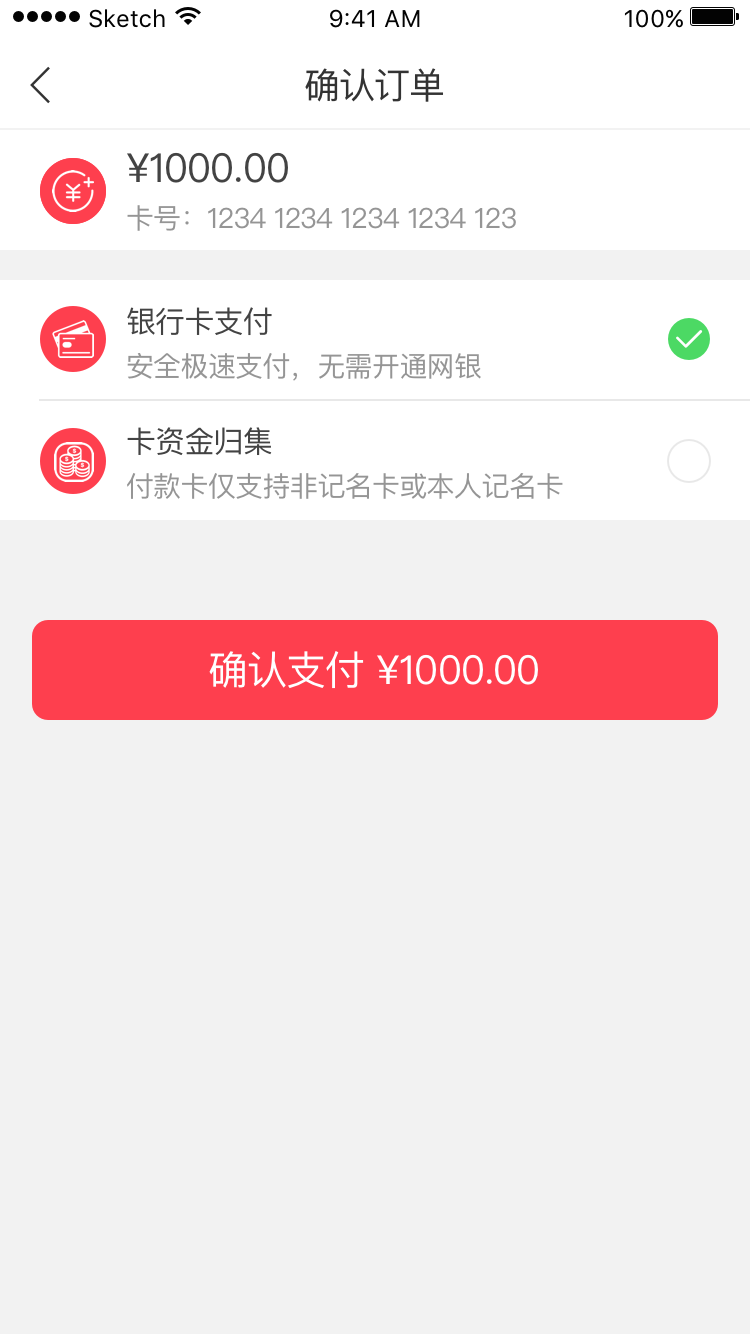 Sketch 9:41 AM 100%
确认订单
¥1000.00
卡号：1234 1234 1234 1234 123
银行卡支付
安全极速支付，无需开通网银
卡资金归集
付款卡仅支持非记名卡或本人记名卡
确认支付 ¥1000.00